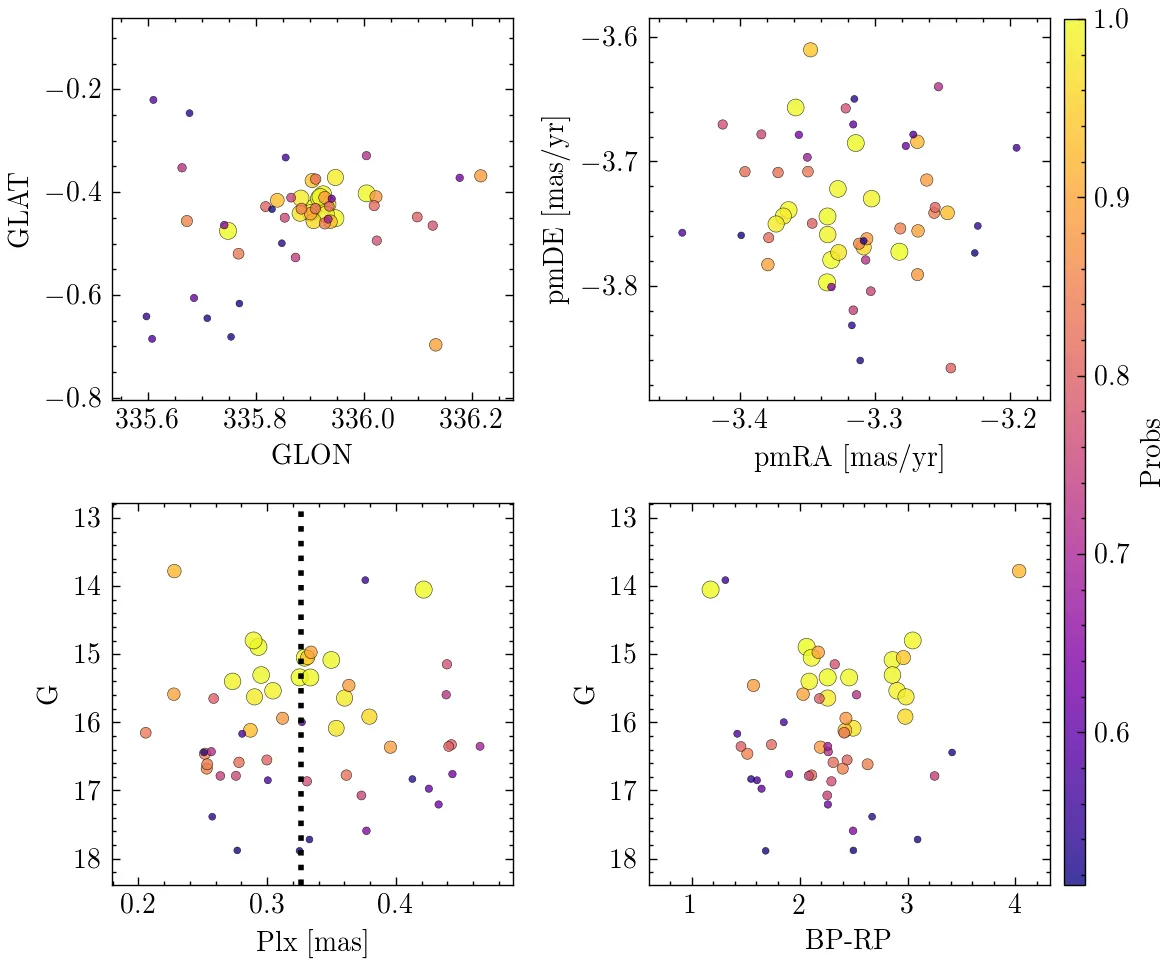 −0.2
−0.4
−0.6
−0.8
GLAT
335.6 335.8 336.0 336.2
GLON
−3.6
−3.7
−3.8
pmDE [mas/yr]
−3.4 −3.3 −3.2
pmRA [mas/yr]
13
14
15
16
17
18
G
0.2 0.3 0.4
Plx [mas]
13
14
15
16
17
18
G
1 2 3 4
BP-RP
1.0
0.9
0.8
0.7
0.6
Probs